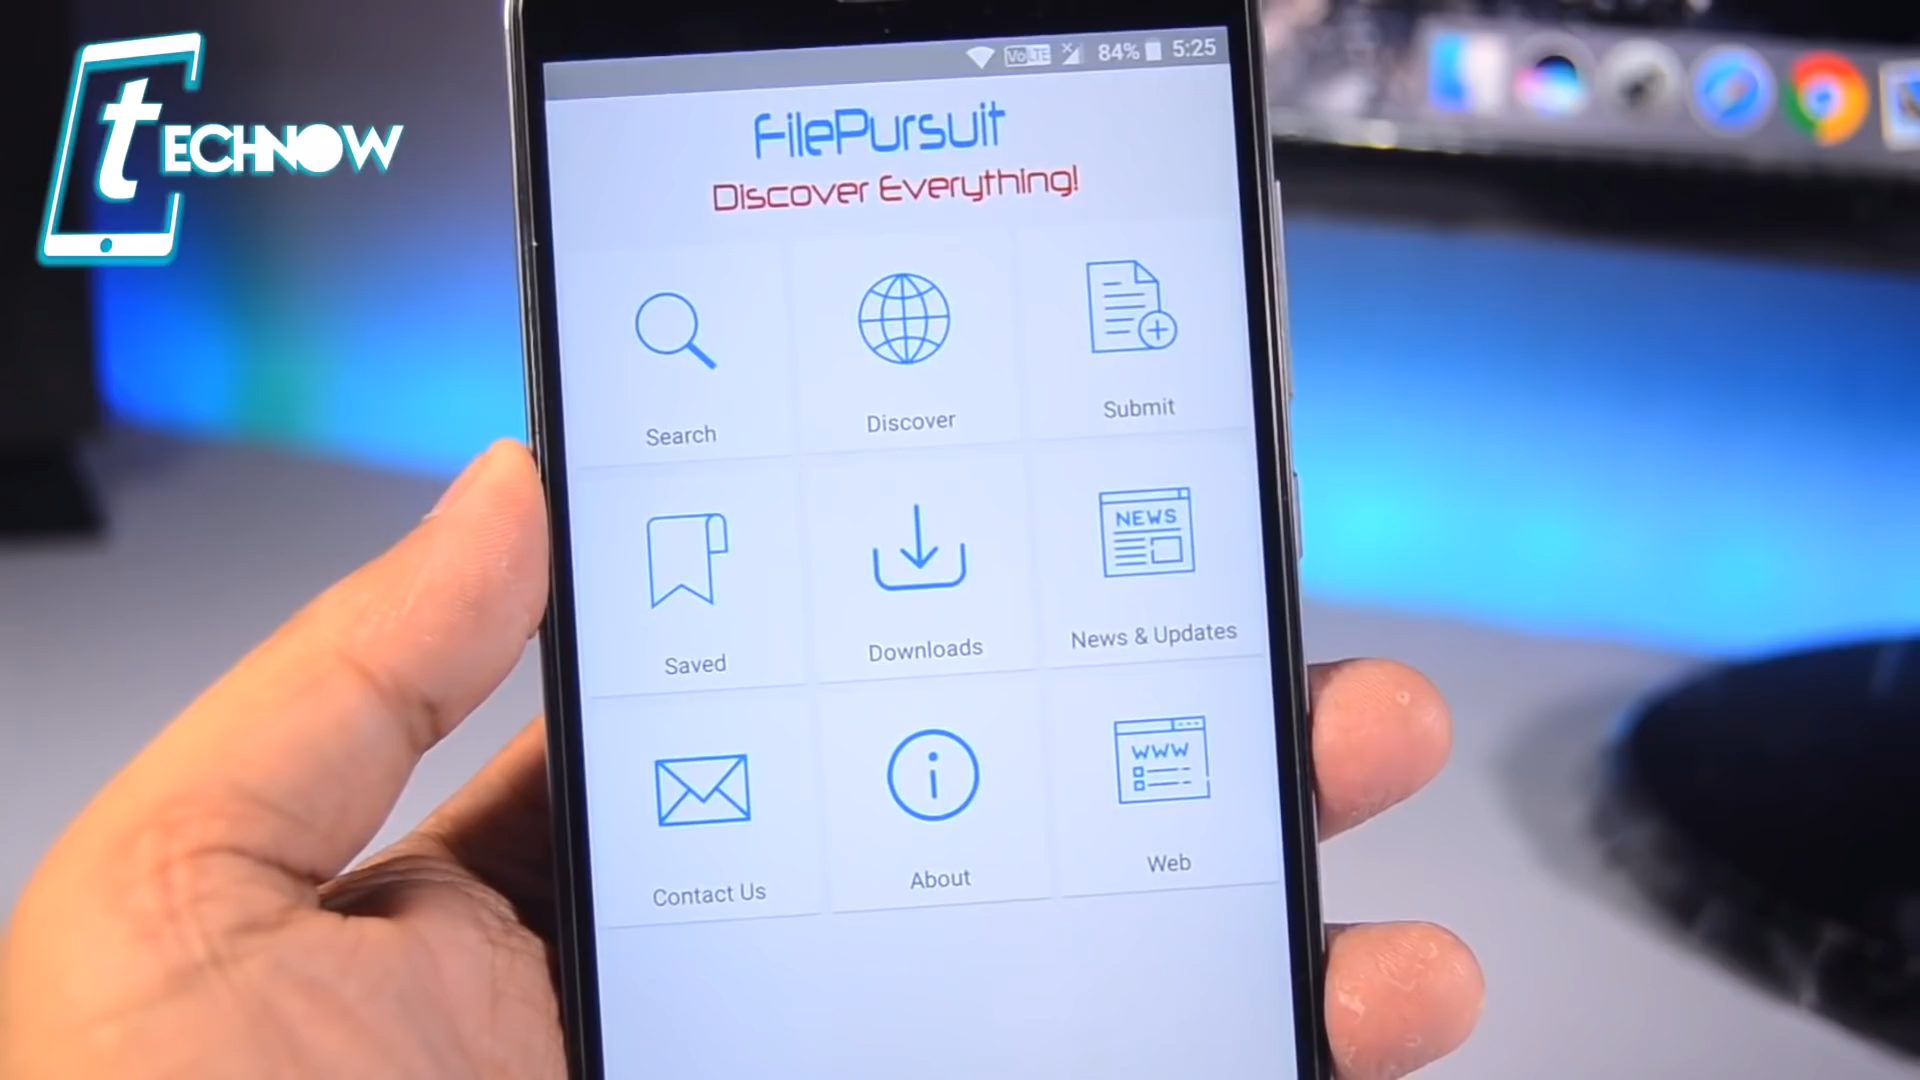 tECHNOW
VoLTE 84% 5:25
FilePursuit
Discover Everything!
Search
Discover
Submit
NEWS
Saved
Downloads
News & Updates
WWW
Contact Us
About
Web